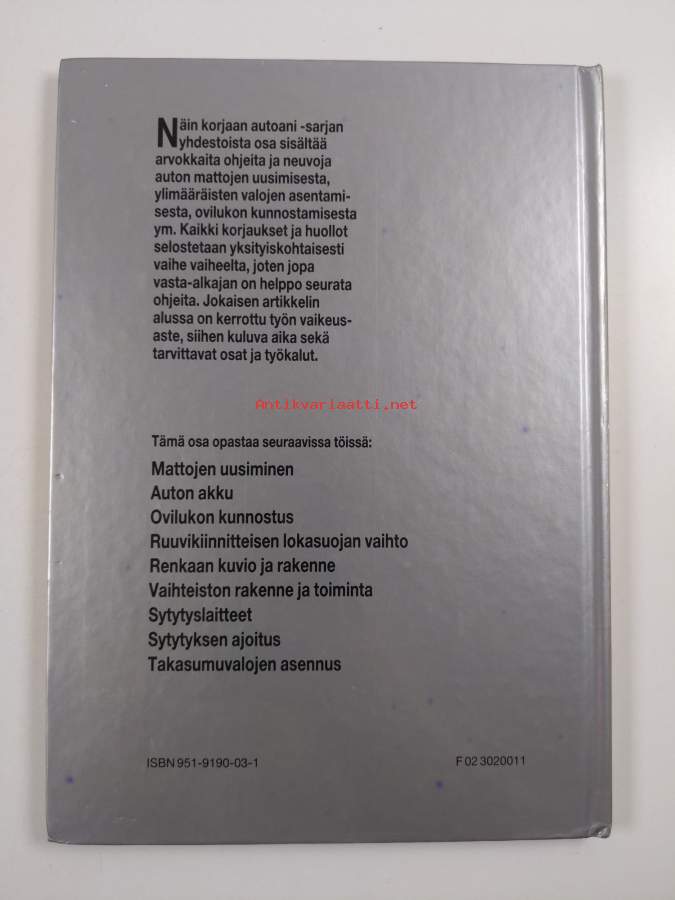 Näin korjaan autoani -sarjan
yhdestoista osa sisältää
arvokkaita ohjeita ja neuvoja
auton mattojen uusimisesta,
ylimääräisten valojen asentami-
sesta, ovilukon kunnostamisesta
ym. Kaikki korjaukset ja huollot
selostetaan yksityiskohtaisesti
vaihe vaiheelta, joten jopa
vasta-alkajan on helppo seurata
ohjeita. Jokaisen artikkelin
alussa on kerrottu työn vaikeus-
aste, siihen kuluva aika sekä
tarvittavat osat ja työkalut.
Antikvariaatti.net
Tämä osa opastaa seuraavissa töissä:
Mattojen uusiminen
Auton akku
Ovilukon kunnostus
Ruuvikiinnitteisen lokasuojan vaihto
Renkaan kuvio ja rakenne
Vaihteiston rakenne ja toiminta
Sytytyslaitteet
Sytytyksen ajoitus
Takasumuvalojen asennus
ISBN 951-9190-03-1 F 02 3020011